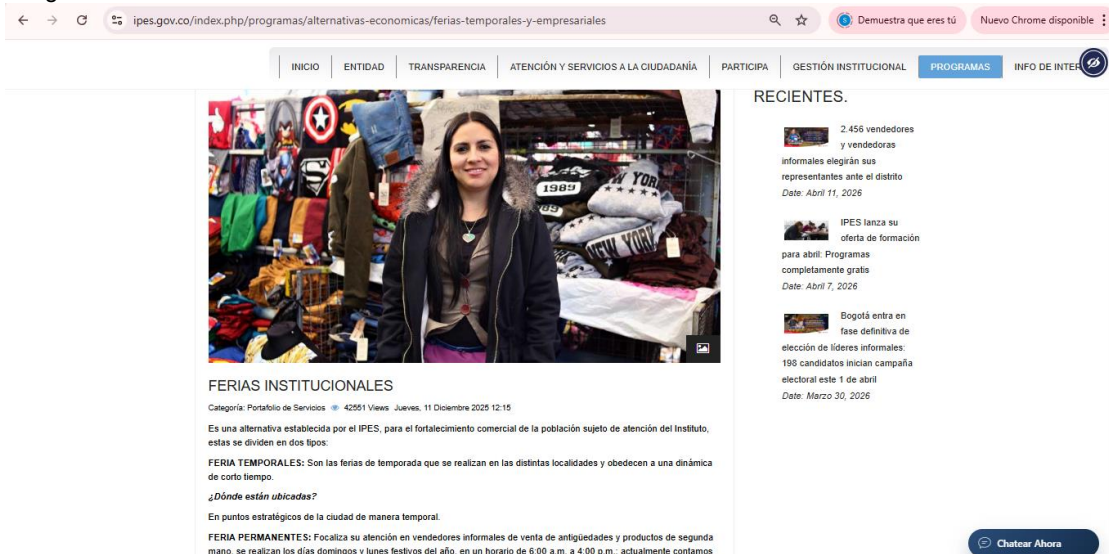 ipes.gov.co/index.php/programas/alternativas-economicas/ferias-temporales-y-empresariales
Demuestra que eres tú
Nuevo Chrome disponible
INICIO
ENTIDAD
TRANSPARENCIA
ATENCIÓN Y SERVICIOS A LA CIUDADANÍA
PARTICIPA
GESTIÓN INSTITUCIONAL
PROGRAMAS
INFO DE INTER
1989
NEW YORK
FERIAS INSTITUCIONALES
Categoría: Portafolio de Servicios 42551 Views Jueves, 11 Diciembre 2025 12:15
Es una alternativa establecida por el IPES, para el fortalecimiento comercial de la población sujeto de atención del Instituto,
estas se dividen en dos tipos:
FERIA TEMPORALES: Son las ferias de temporada que se realizan en las distintas localidades y obedecen a una dinámica
de corto tiempo.
¿Dónde están ubicadas?
En puntos estratégicos de la ciudad de manera temporal.
FERIA PERMANENTES: Focaliza su atención en vendedores informales de venta de antigüedades y productos de segunda
mano, se realizan los días domingos y lunes festivos del año, en un horario de 6:00 a.m. a 4:00 p.m.; actualmente contamos
RECIENTES.
2.456 vendedores
y vendedoras
informales elegirán sus
representantes ante el distrito
Date: Abril 11, 2026
IPES lanza su
oferta de formación
para abril: Programas
completamente gratis
Date: Abril 7, 2026
Bogotá entra en
fase definitiva de
elección de líderes informales:
198 candidatos inician campaña
electoral este 1 de abril
Date: Marzo 30, 2026
Chatear Ahora